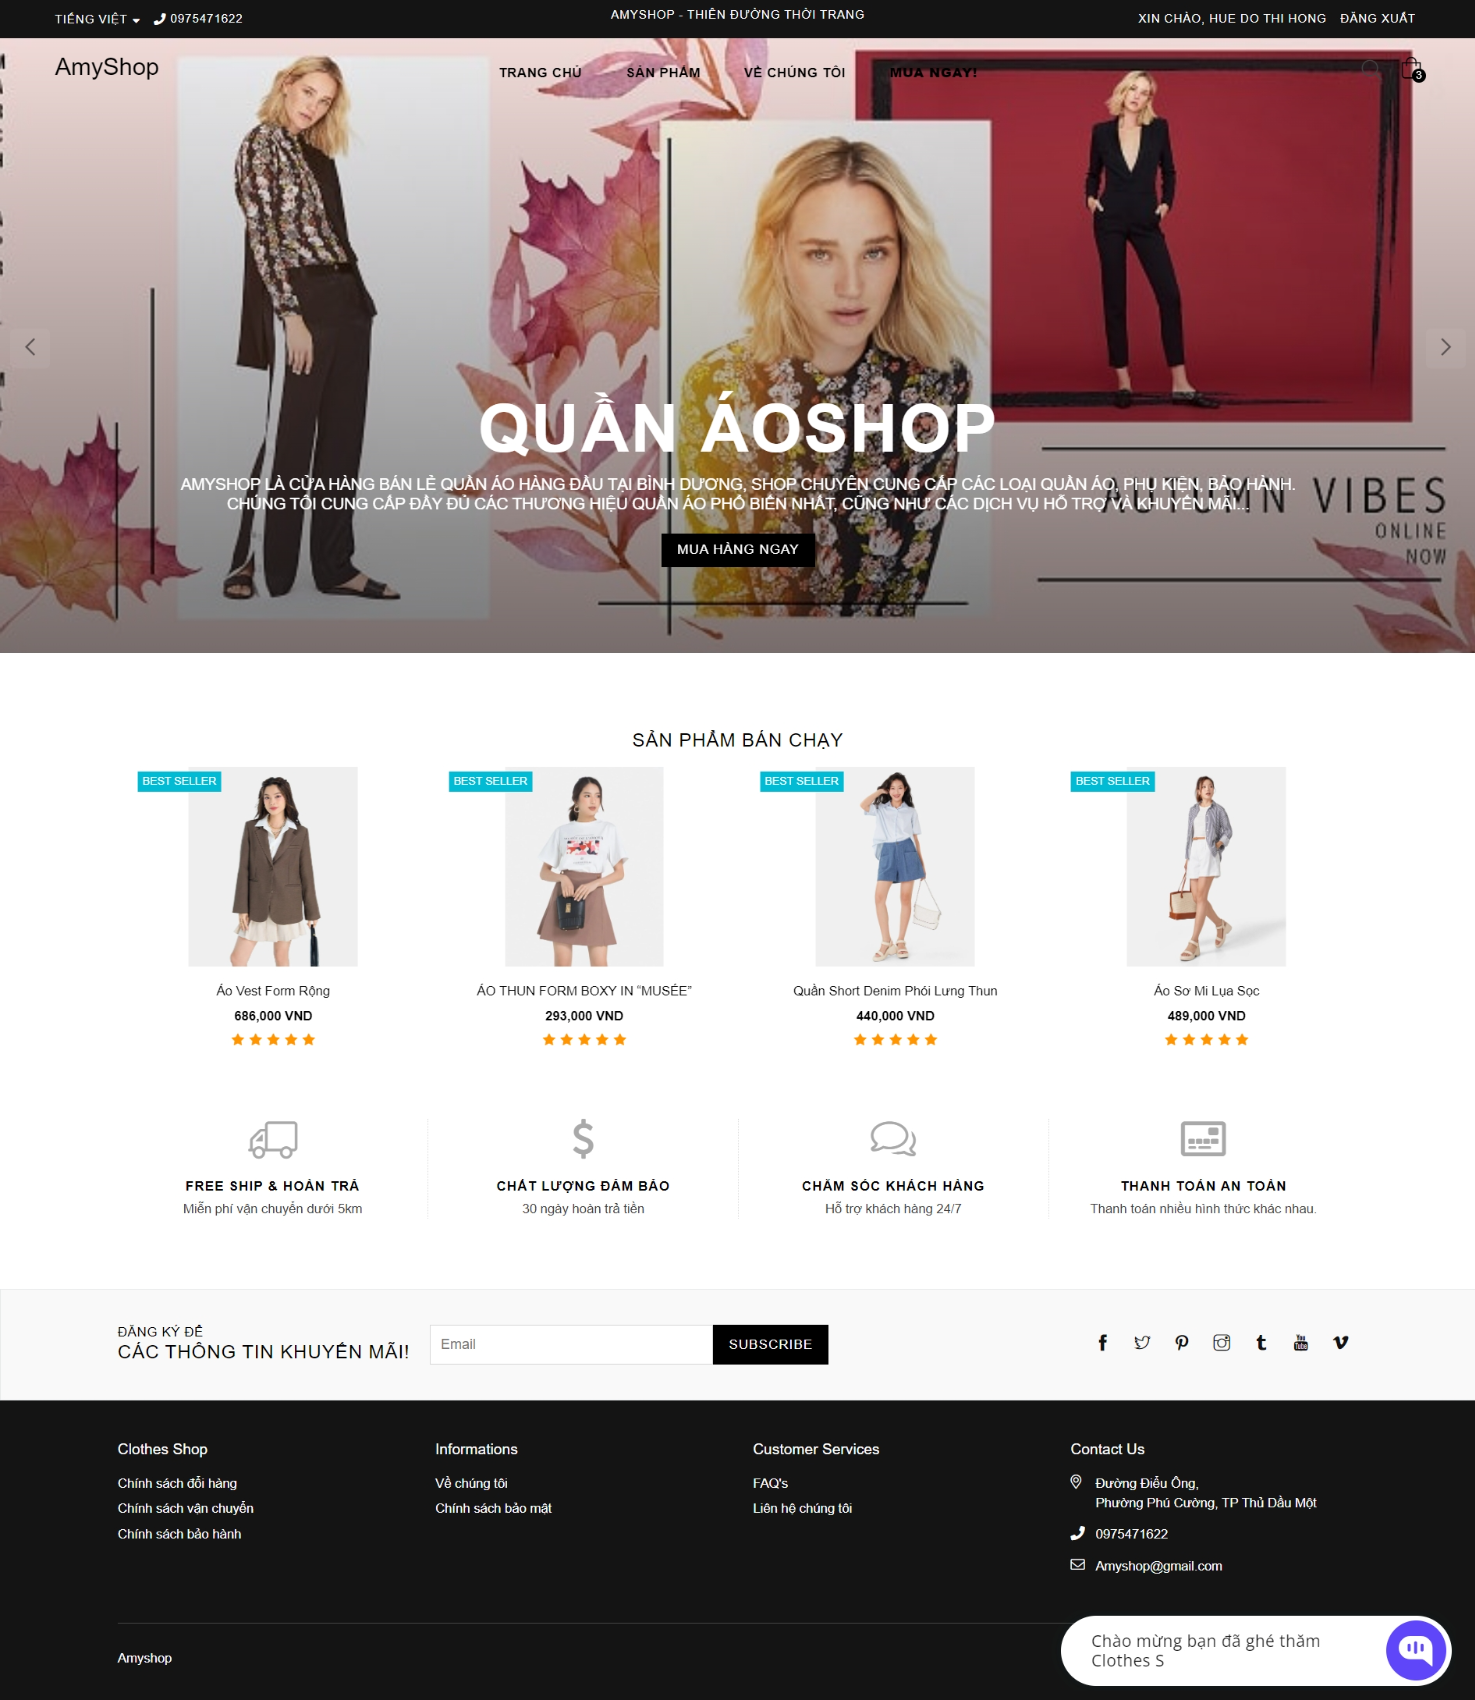 TIẾNG VIỆT
0975471622
AMYSHOP - THIÊN ĐƯỜNG THỜI TRANG
XIN CHÀO, HUE DO THI HONG
ĐĂNG XUẤT
AmyShop
TRANG CHỦ
SẢN PHẨM
VỀ CHÚNG TÔI
MUA NGAY!
3
QUẦN ÁOSHOP
AMYSHOP LÀ CỬA HÀNG BÁN LẺ QUẦN ÁO HÀNG ĐẦU TẠI BÌNH DƯƠNG, SHOP CHUYÊN CUNG CẤP CÁC LOẠI QUẦN ÁO, PHỤ KIỆN, BẢO HÀNH.
CHÚNG TÔI CUNG CẤP ĐẦY ĐỦ CÁC THƯƠNG HIỆU QUẦN ÁO PHỔ BIẾN NHẤT, CŨNG NHƯ CÁC DỊCH VỤ HỖ TRỢ VÀ KHUYẾN MÃI...
AUTUMN VIBES
ONLINE
NOW
MUA HÀNG NGAY
SẢN PHẨM BÁN CHẠY
BEST SELLER
BEST SELLER
BEST SELLER
BEST SELLER
Áo Vest Form Rộng
686,000 VND
ÁO THUN FORM BOXY IN “MUSÉE”
293,000 VND
Quần Short Denim Phối Lưng Thun
440,000 VND
Áo Sơ Mi Lụa Sọc
489,000 VND
FREE SHIP & HOÀN TRẢ
Miễn phí vận chuyển dưới 5km
CHẤT LƯỢNG ĐẢM BẢO
30 ngày hoàn trả tiền
CHĂM SÓC KHÁCH HÀNG
Hỗ trợ khách hàng 24/7
THANH TOÁN AN TOÀN
Thanh toán nhiều hình thức khác nhau.
ĐĂNG KÝ ĐỂ
CÁC THÔNG TIN KHUYẾN MÃI!
Email
SUBSCRIBE
Clothes Shop
Chính sách đổi hàng
Chính sách vận chuyển
Chính sách bảo hành
Informations
Về chúng tôi
Chính sách bảo mật
Customer Services
FAQ's
Liên hệ chúng tôi
Contact Us
Đường Điểu Ông,
Phường Phú Cường, TP Thủ Dầu Một
0975471622
Amyshop@gmail.com
Amyshop
Chào mừng bạn đã ghé thăm
Clothes S